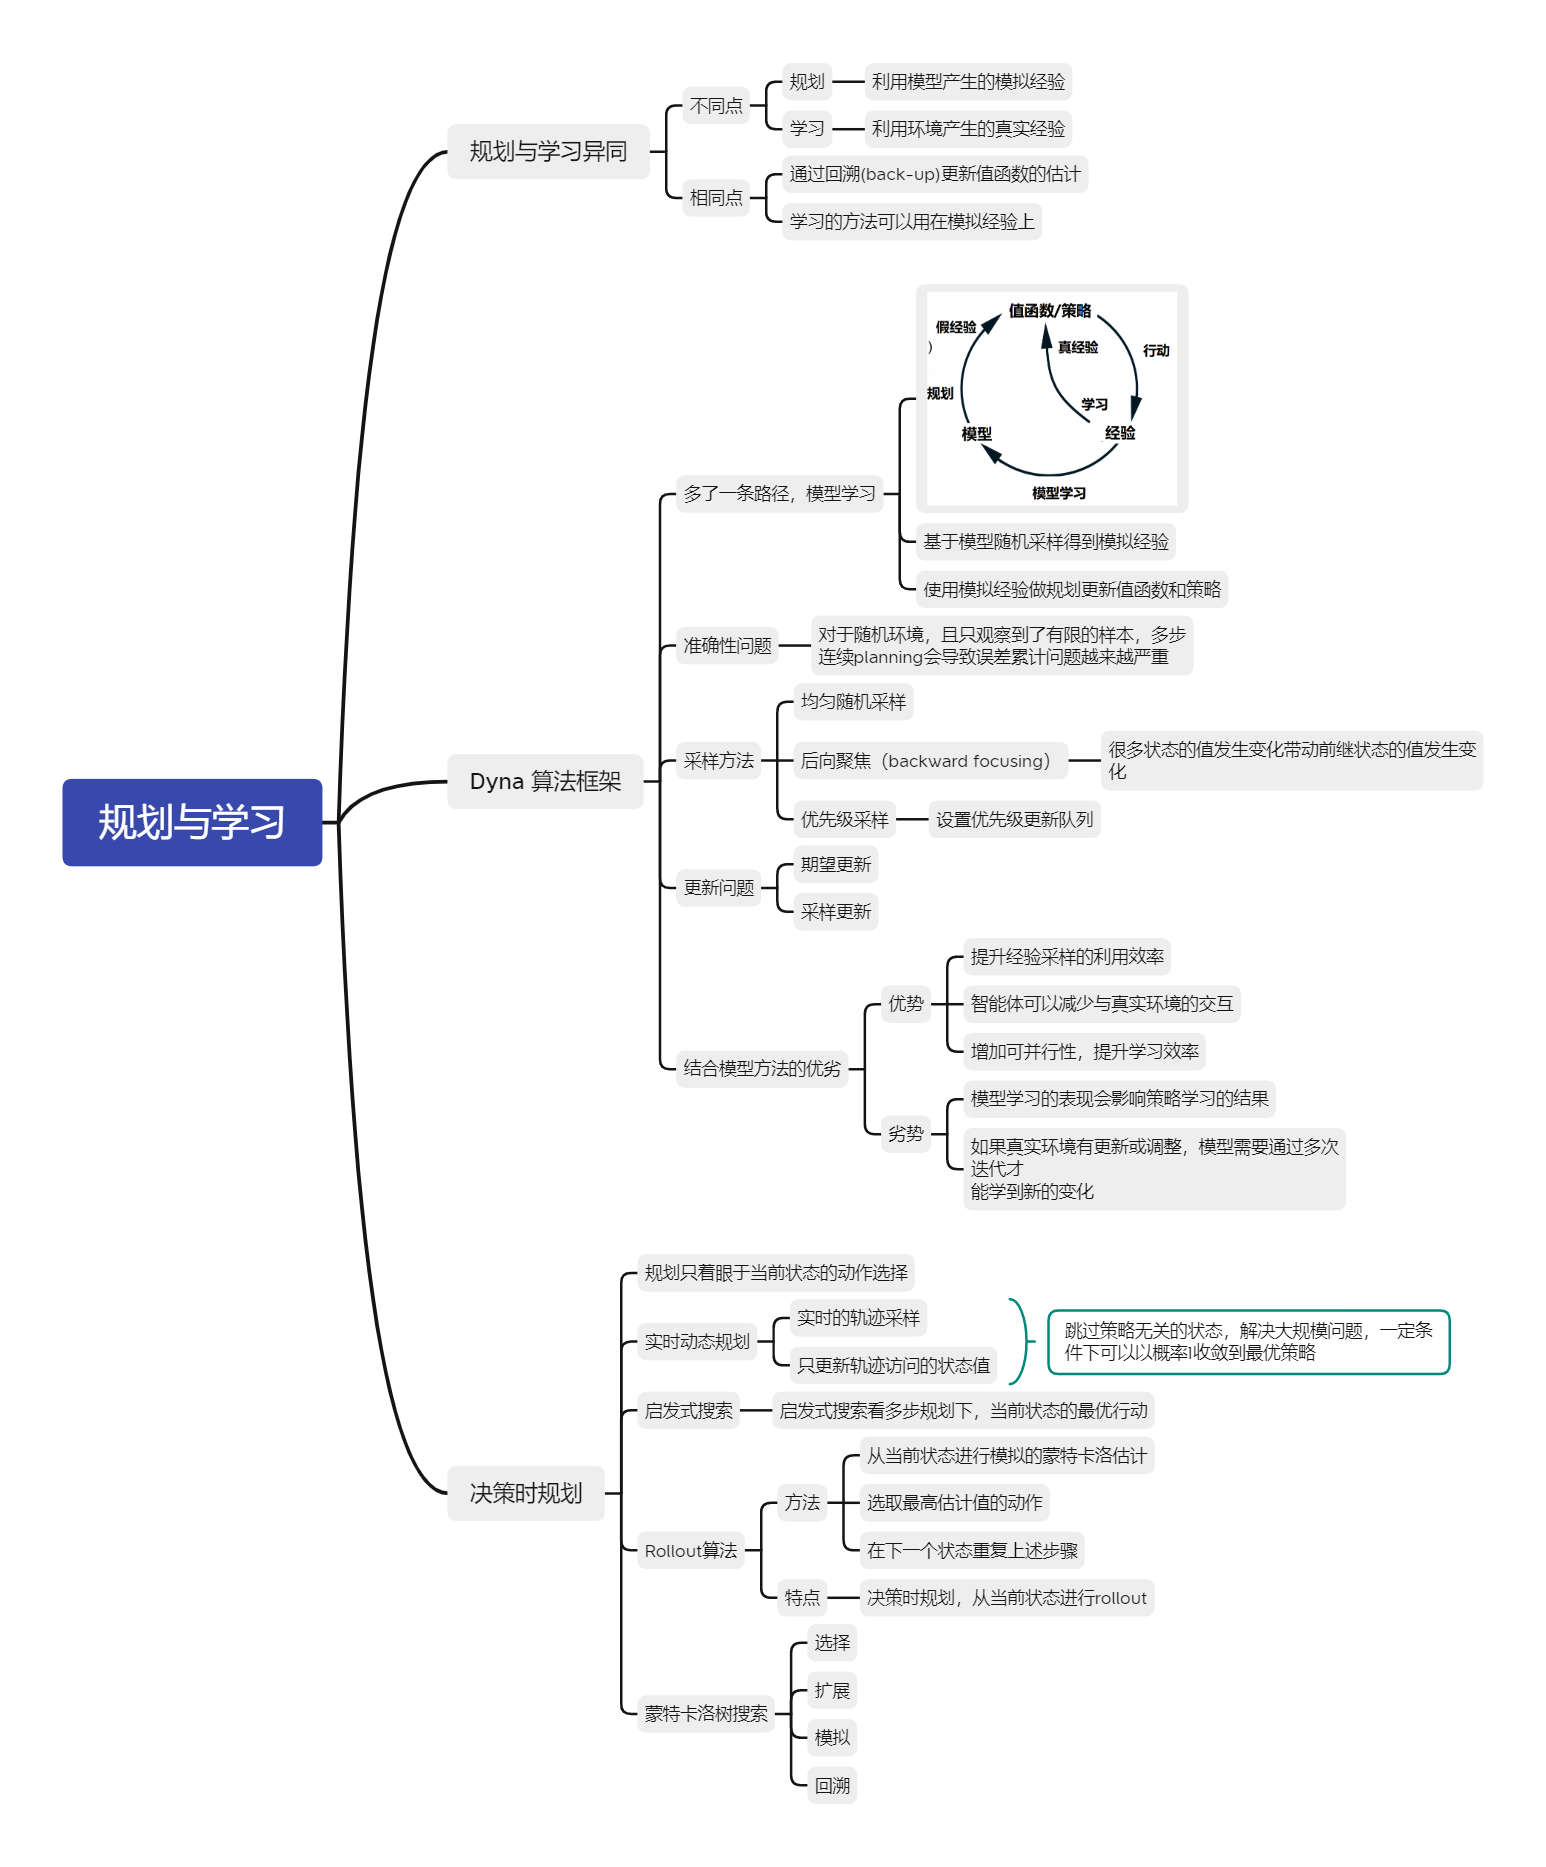 规划与学习
规划与学习异同
不同点
规划
利用模型产生的模拟经验
学习
利用环境产生的真实经验
相同点
通过回溯(back-up)更新值函数的估计
学习的方法可以用在模拟经验上
Dyna 算法框架
多了一条路径，模型学习
值函数/策略
假经验
)
真经验
行动
规划
学习
模型
经验
模型学习
基于模型随机采样得到模拟经验
使用模拟经验做规划更新值函数和策略
准确性问题
对于随机环境，且只观察到了有限的样本，多步
连续planning会导致误差累计问题越来越严重
采样方法
均匀随机采样
后向聚焦（backward focusing）
很多状态的值发生变化带动前继状态的值发生变
化
优先级采样
设置优先级更新队列
更新问题
期望更新
采样更新
结合模型方法的优劣
优势
提升经验采样的利用效率
智能体可以减少与真实环境的交互
增加可并行性，提升学习效率
劣势
模型学习的表现会影响策略学习的结果
如果真实环境有更新或调整，模型需要通过多次
迭代才
能学到新的变化
决策时规划
规划只着眼于当前状态的动作选择
实时动态规划
实时的轨迹采样
只更新轨迹访问的状态值
跳过策略无关的状态，解决大规模问题，一定条
件下可以以概率1收敛到最优策略
启发式搜索
启发式搜索看多步规划下，当前状态的最优行动
Rollout算法
方法
从当前状态进行模拟的蒙特卡洛估计
选取最高估计值的动作
在下一个状态重复上述步骤
特点
决策时规划，从当前状态进行rollout
蒙特卡洛树搜索
选择
扩展
模拟
回溯